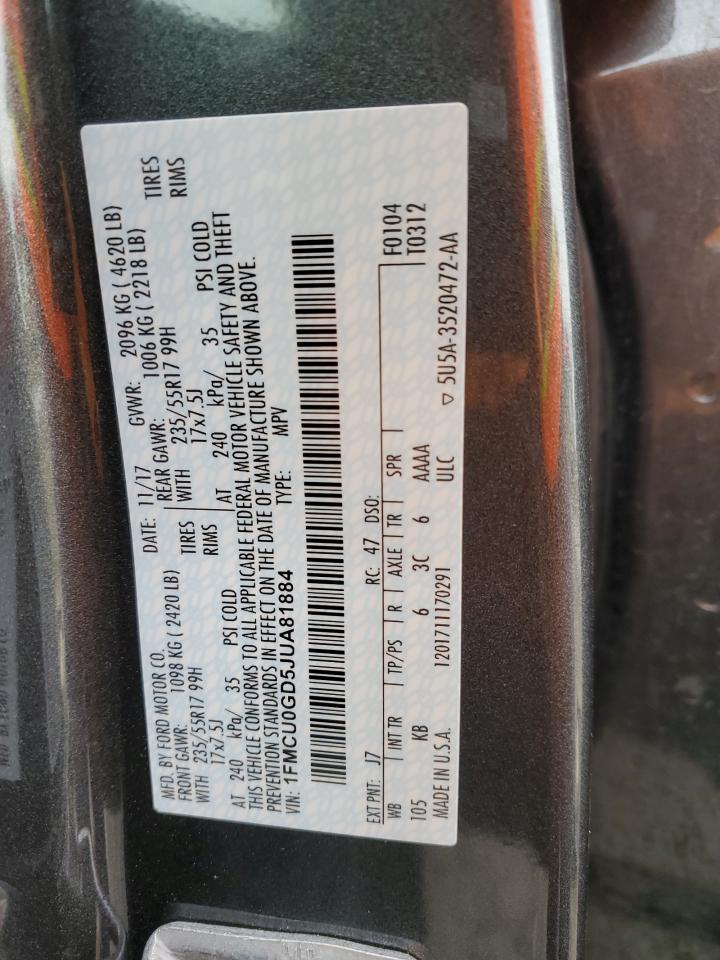 MFD. BY FORD MOTOR CO. DATE: 11/17 GVWR: 2096 KG ( 4620 LB)
FRONT GAWR: 1098 KG ( 2420 LB) REAR GAWR: 1006 KG ( 2218 LB)
WITH 235/55R17 99H TIRES WITH 235/55R17 99H TIRES
17x7.5J RIMS 17x7.5J RIMS
AT 240 kPa/ 35 PSI COLD AT 240 kPa/ 35 PSI COLD
THIS VEHICLE CONFORMS TO ALL APPLICABLE FEDERAL MOTOR VEHICLE SAFETY AND THEFT
PREVENTION STANDARDS IN EFFECT ON THE DATE OF MANUFACTURE SHOWN ABOVE.
VIN: 1FMCU0GD5JUA81884 TYPE: MPV
EXT PNT: J7 RC: 47 DSO: F0104
WB INT TR TP/PS R AXLE TR SPR T0312
105 KB 6 3C 6 AAAA
MADE IN U.S.A. 1201711170291 ULC ▽ 5U5A-3520472-AA